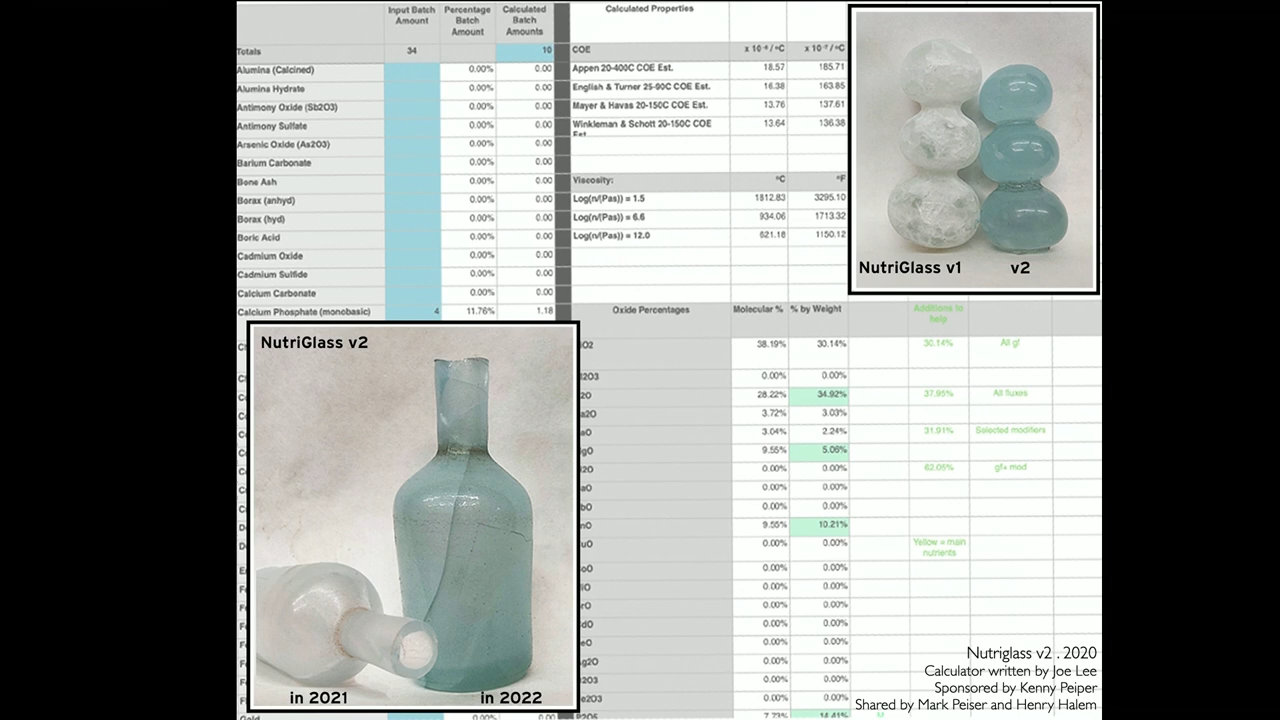 Input Batch Amount Percentage Batch Amount Calculated Batch Amounts Calculated Properties
Totals 34 10 COE x 10⁻⁶/ºC x 10⁻⁷/ºC
Alumina (Calcined) 0.00% 0.00 Appen 20-400C COE Est. 18.57 185.71
Alumina Hydrate 0.00% 0.00 English & Turner 25-90C COE Est. 16.38 163.85
Antimony Oxide (Sb2O3) 0.00% 0.00 Mayer & Havas 20-150C COE Est. 13.76 137.61
Antimony Sulfate 0.00% 0.00 Winkleman & Schott 20-150C COE Est 13.64 136.38
Arsenic Oxide (As2O3) 0.00% 0.00
Barium Carbonate 0.00% 0.00
Bone Ash 0.00% 0.00 Viscosity: ºC ºF
Borax (anhyd) 0.00% 0.00 Log(n/(Pas)) = 1.5 1812.83 3295.10
Borax (hyd) 0.00% 0.00 Log(n/(Pas)) = 6.6 934.06 1713.32
Boric Acid 0.00% 0.00 Log(n/(Pas)) = 12.0 621.18 1150.12
Cadmium Oxide 0.00% 0.00
Cadmium Sulfide 0.00% 0.00
Calcium Carbonate 0.00% 0.00
Calcium Phosphate (monobasic) 4 11.76% 1.18
NutriGlass v1 v2
Oxide Percentages Molecular % % by Weight Additions to help
38.19% 30.14% 30.14% All gf
0.00% 0.00%
28.22% 34.92% 37.95% All fluxes
3.72% 3.03%
3.04% 2.24% 31.91% Selected modifiers
9.55% 5.06%
0.00% 0.00% 62.05% gf+ mod
0.00% 0.00%
0.00% 0.00%
9.55% 10.21%
0.00% 0.00% Yellow = main nutrients
0.00% 0.00%
0.00% 0.00%
0.00% 0.00%
0.00% 0.00%
0.00% 0.00%
0.00% 0.00%
0.00% 0.00%
0.00% 0.00%
7.73% 14.41%
Gold 0.00% 0.00
NutriGlass v2
in 2021 in 2022
Nutriglass v2 . 2020
Calculator written by Joe Lee
Sponsored by Kenny Peiper
Shared by Mark Peiser and Henry Halem